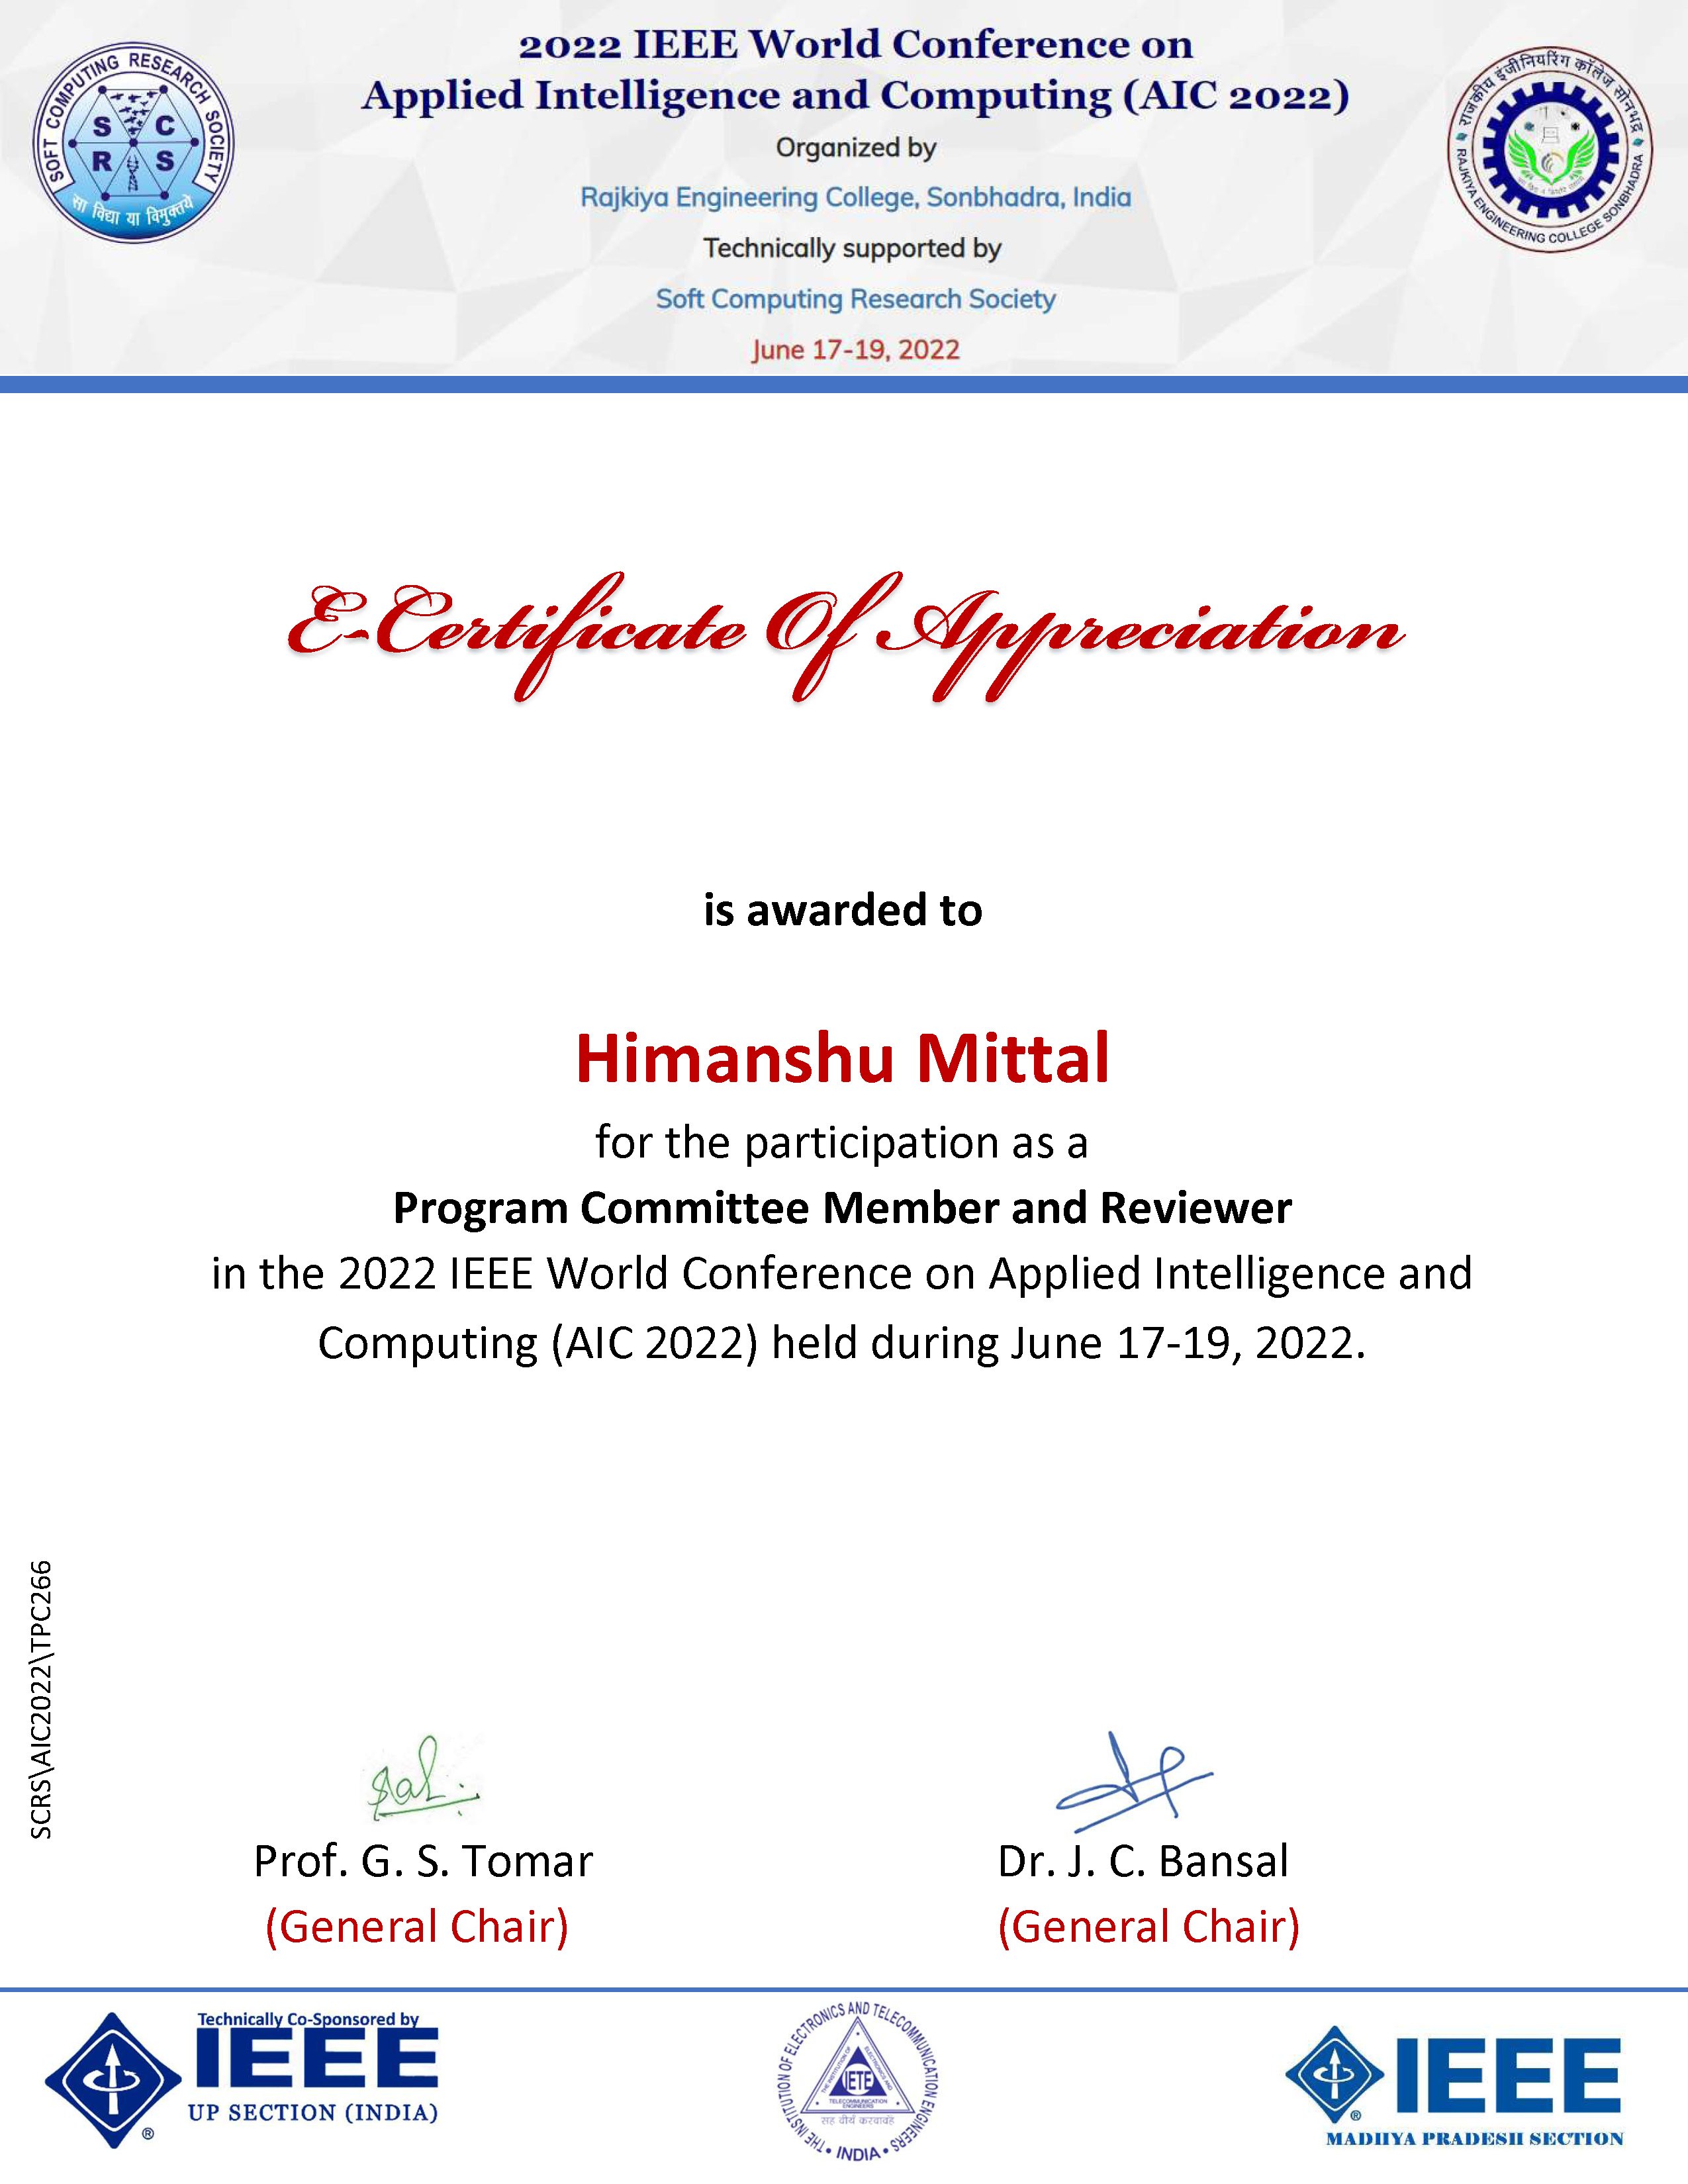 2022 IEEE World Conference on
Applied Intelligence and Computing (AIC 2022)
Organized by
Rajkiya Engineering College, Sonbhadra, India
Technically supported by
Soft Computing Research Society
June 17-19, 2022
SOFT COMPUTING RESEARCH SOCIETY
S C
R S
सा विद्या या विमुक्तये
राजकीय इंजीनियरिंग कॉलेज सोनभद्र
RAJKIYA ENGINEERING COLLEGE SONBHADRA
E-Certificate Of Appreciation
is awarded to
Himanshu Mittal
for the participation as a
Program Committee Member and Reviewer
in the 2022 IEEE World Conference on Applied Intelligence and
Computing (AIC 2022) held during June 17-19, 2022.
SCRS\AIC2022\TPC266
Prof. G. S. Tomar
(General Chair)
Dr. J. C. Bansal
(General Chair)
Technically Co-Sponsored by
IEEE
UP SECTION (INDIA)
®
THE INSTITUTION OF ELECTRONICS AND TELECOMMUNICATION ENGINEERS
IETE
TELECOMMUNICATION
ENGINEERS
• INDIA •
IEEE
®
MADHYA PRADESH SECTION